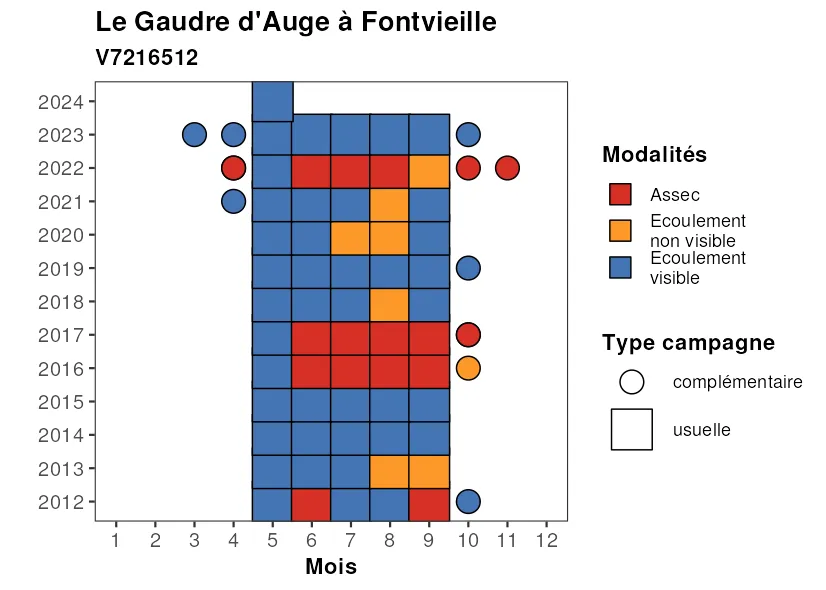 Le Gaudre d'Auge à Fontvieille
V7216512
2024
2023
2022
2021
2020
2019
2018
2017
2016
2015
2014
2013
2012
1 2 3 4 5 6 7 8 9 10 11 12
Mois
Modalités
Assec
Ecoulement
non visible
Ecoulement
visible
Type campagne
complémentaire
usuelle